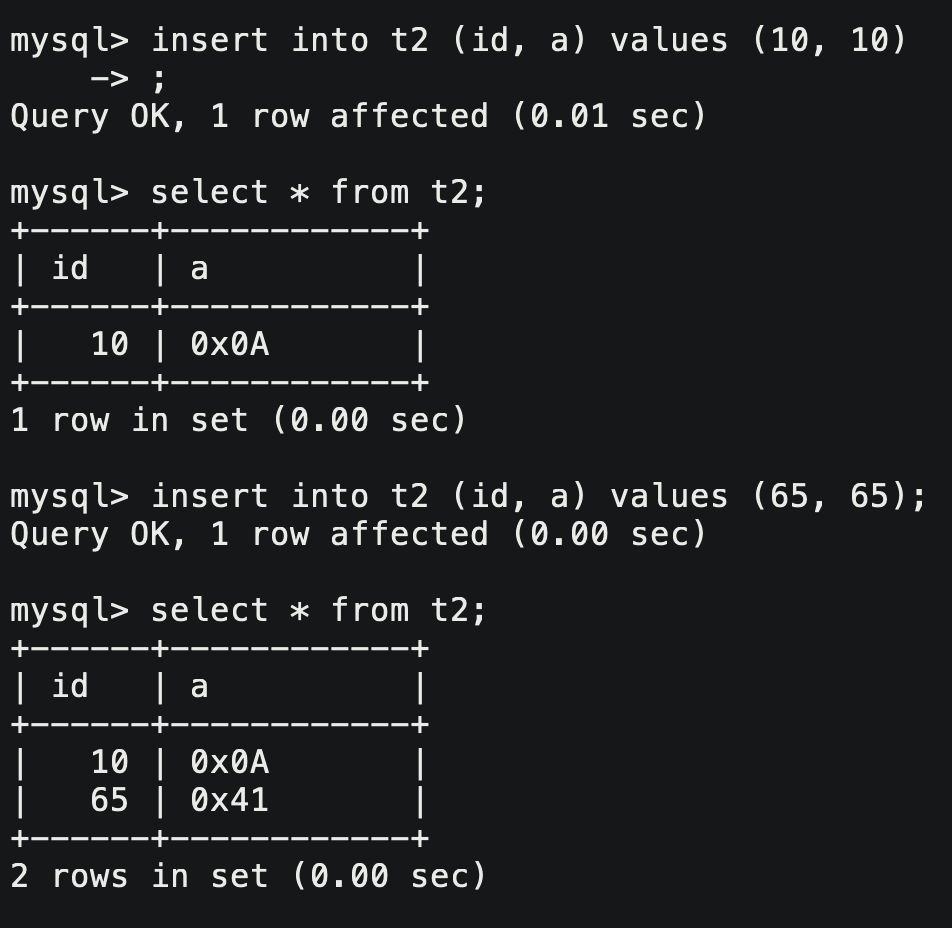 mysql> insert into t2 (id, a) values (10, 10)
    -> ;
Query OK, 1 row affected (0.01 sec)

mysql> select * from t2;
+------+------------+
| id   | a          |
+------+------------+
|   10 | 0x0A       |
+------+------------+
1 row in set (0.00 sec)

mysql> insert into t2 (id, a) values (65, 65);
Query OK, 1 row affected (0.00 sec)

mysql> select * from t2;
+------+------------+
| id   | a          |
+------+------------+
|   10 | 0x0A       |
|   65 | 0x41       |
+------+------------+
2 rows in set (0.00 sec)